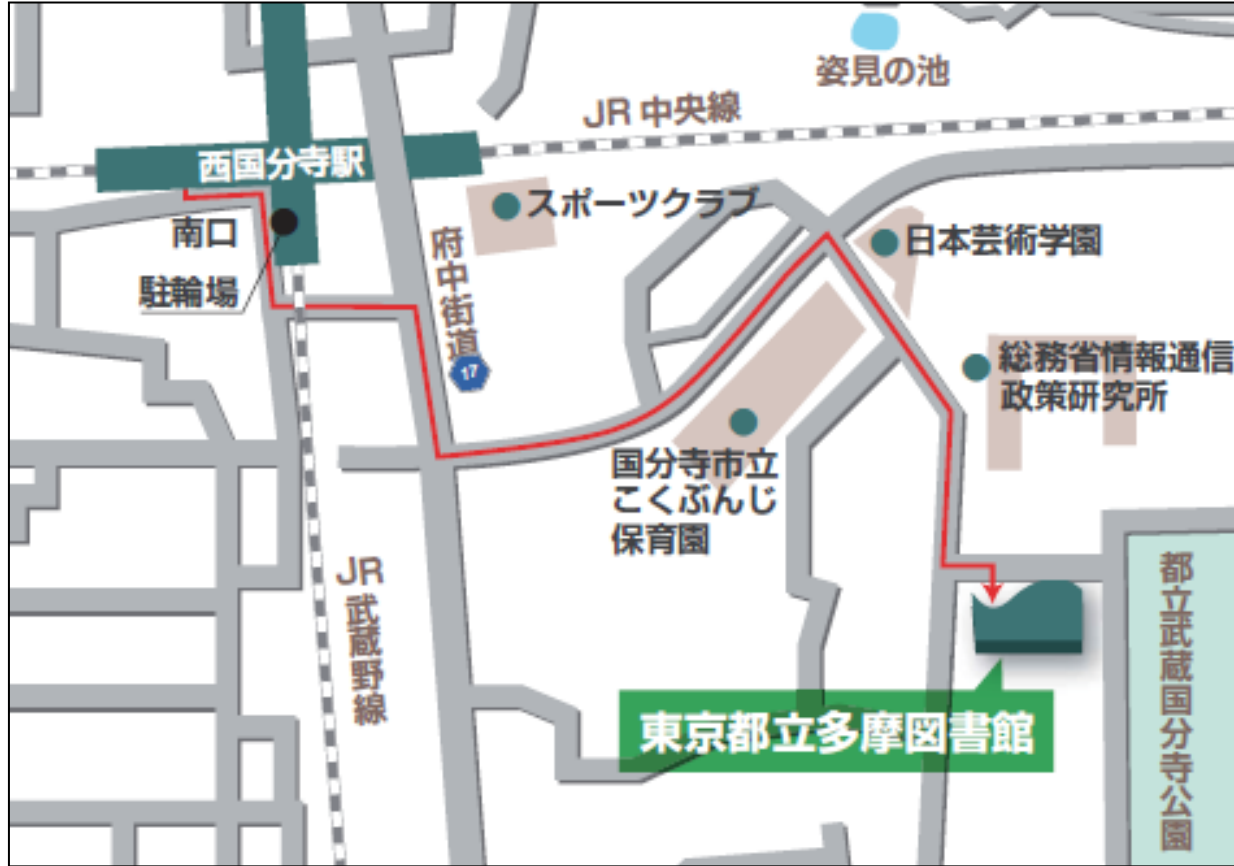 姿見の池
JR 中央線
西国分寺駅
スポーツクラブ
南口
日本芸術学園
府中街道
駐輪場
17
総務省情報通信
政策研究所
国分寺市立
こくぶんじ
保育園
JR武蔵野線
都立武蔵国分寺公園
東京都立多摩図書館